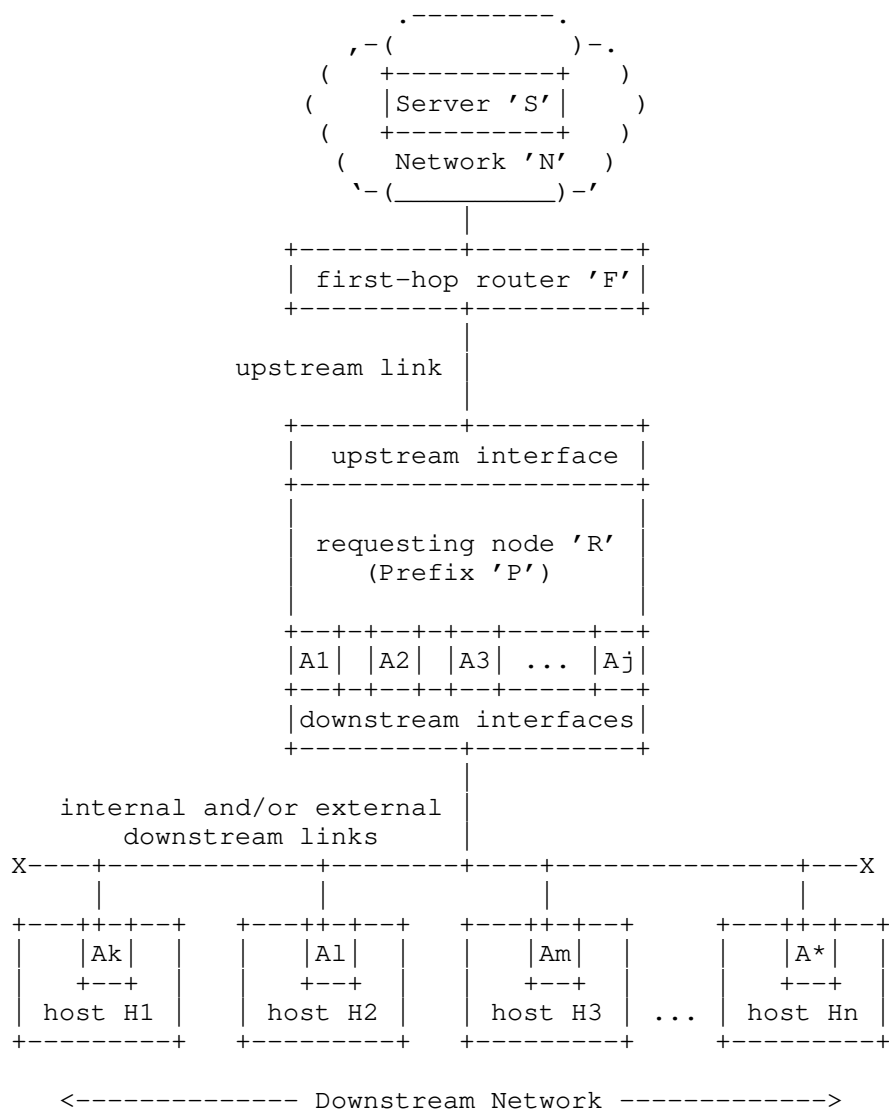 Server 'S'
Network 'N'
first-hop router 'F'
upstream link
upstream interface
requesting node 'R'
(Prefix 'P')
A1 A2 A3 ... Aj
downstream interfaces
internal and/or external
downstream links
X X
Ak Al Am A*
host H1 host H2 host H3 ... host Hn
<-------------- Downstream Network ------------->